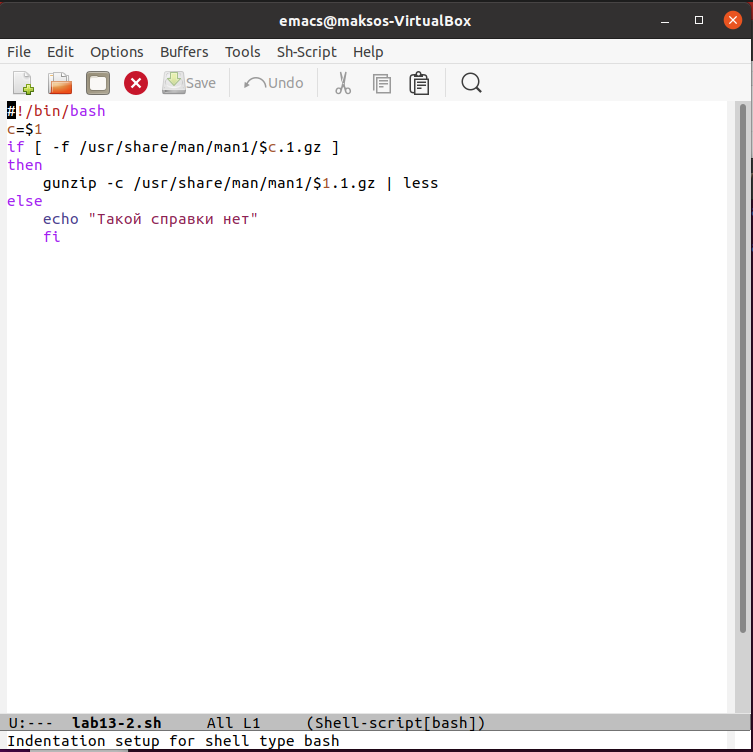 emacs@maksos-VirtualBox
File Edit Options Buffers Tools Sh-Script Help
Save Undo
#!/bin/bash
c=$1
if [ -f /usr/share/man/man1/$c.1.gz ]
then
    gunzip -c /usr/share/man/man1/$1.1.gz | less
else
    echo "Такой справки нет"
    fi
U:---  lab13-2.sh     All L1     (Shell-script[bash])
Indentation setup for shell type bash